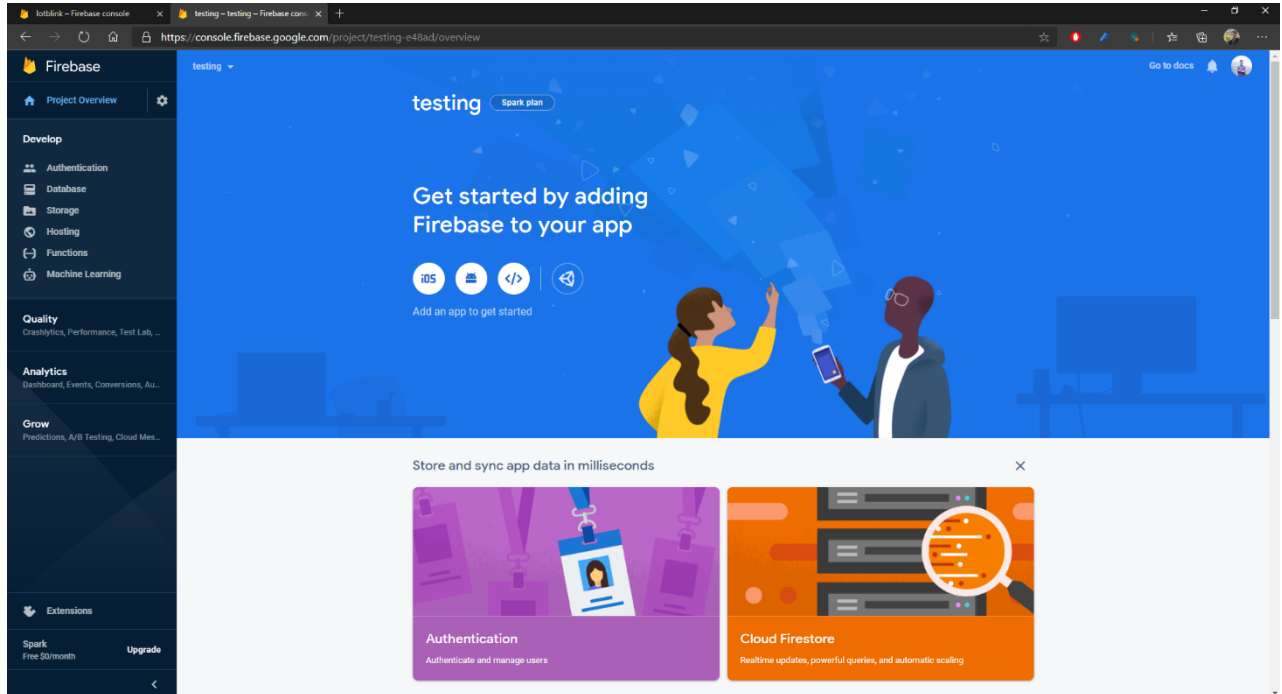 lotblink – Firebase console
testing – testing – Firebase cons
https://console.firebase.google.com/project/testing-e48ad/overview
Firebase
testing
Go to docs
Project Overview
testing
Spark plan
Develop
Authentication
Database
Storage
Hosting
Functions
Machine Learning
Get started by adding
Firebase to your app
iOS
Add an app to get started
Quality
Crashlytics, Performance, Test Lab, ...
Analytics
Dashboard, Events, Conversions, Au...
Grow
Predictions, A/B Testing, Cloud Mes...
Store and sync app data in milliseconds
Authentication
Authenticate and manage users
Cloud Firestore
Realtime updates, powerful queries, and automatic scaling
Extensions
Spark
Free $0/month
Upgrade